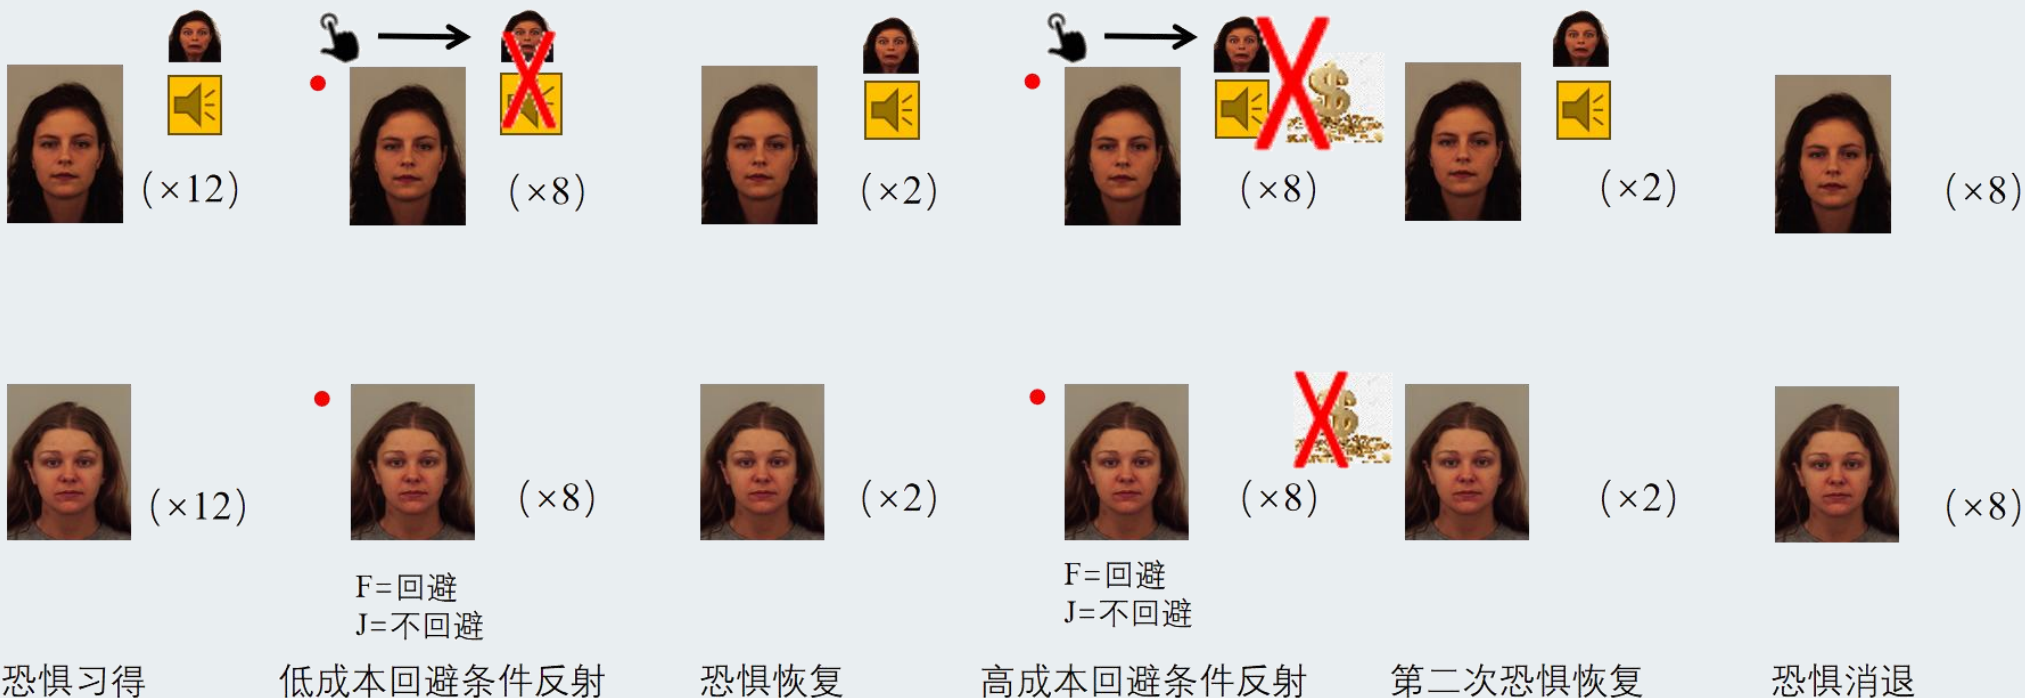 (×12)
(×8)
(×2)
(×8)
(×2)
(×8)
(×12)
(×8)
(×2)
(×8)
(×2)
(×8)
F=回避
J=不回避
F=回避
J=不回避
恐惧习得
低成本回避条件反射
恐惧恢复
高成本回避条件反射
第二次恐惧恢复
恐惧消退